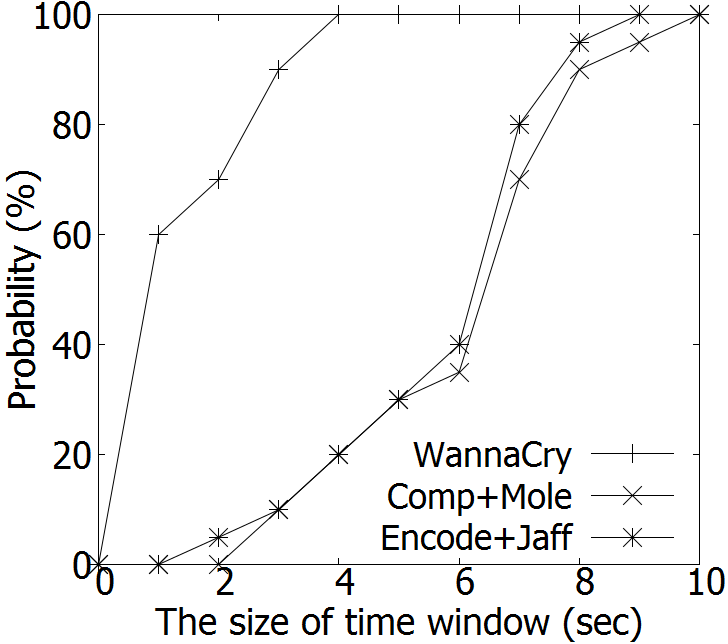 100
80
60
40
20
0
Probability (%)
WannaCry
Comp+Mole
Encode+Jaff
0 2 4 6 8 10
The size of time window (sec)